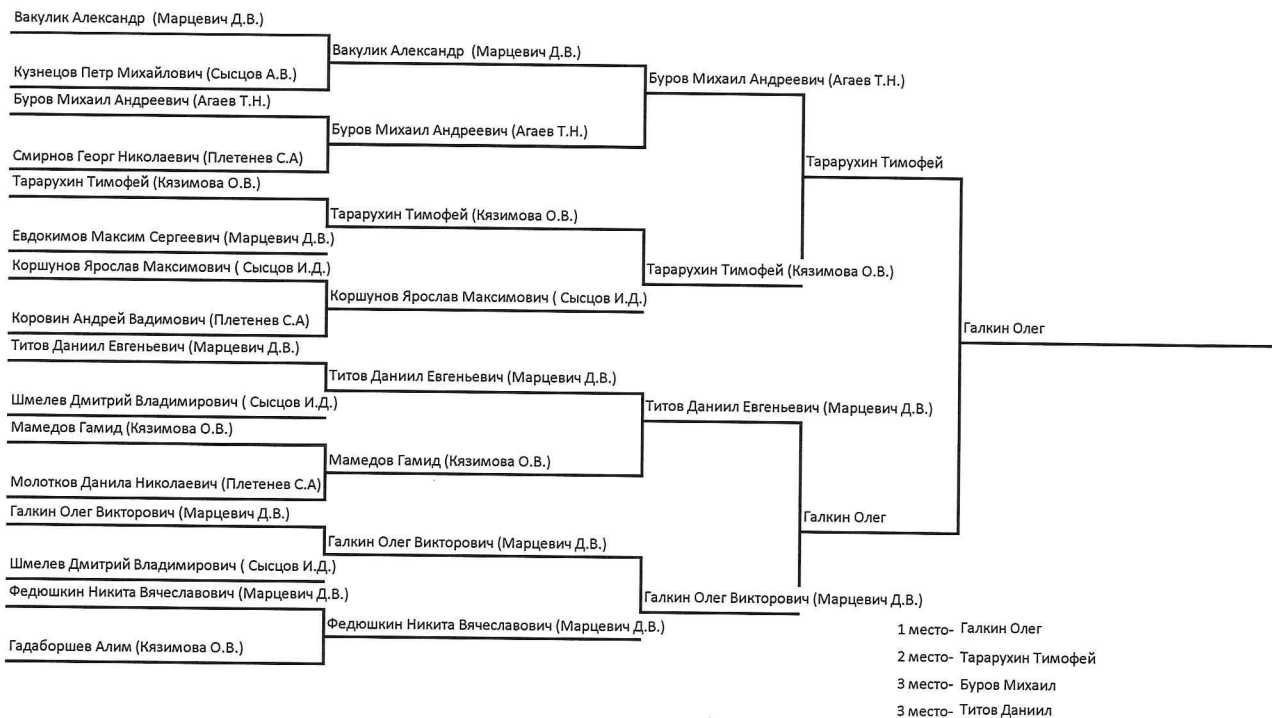 Вакулик Александр (Марцевич Д.В.)
Кузнецов Петр Михайлович (Сысцов А.В.)
Буров Михаил Андреевич (Агаев Т.Н.)
Смирнов Георг Николаевич (Плетенев С.А)
Тарарухин Тимофей (Кязимова О.В.)
Евдокимов Максим Сергеевич (Марцевич Д.В.)
Коршунов Ярослав Максимович ( Сысцов И.Д.)
Коровин Андрей Вадимович (Плетенев С.А)
Титов Даниил Евгеньевич (Марцевич Д.В.)
Шмелев Дмитрий Владимирович ( Сысцов И.Д.)
Мамедов Гамид (Кязимова О.В.)
Молотков Данила Николаевич (Плетенев С.А)
Галкин Олег Викторович (Марцевич Д.В.)
Шмелев Дмитрий Владимирович ( Сысцов И.Д.)
Федюшкин Никита Вячеславович (Марцевич Д.В.)
Гадаборшев Алим (Кязимова О.В.)
Вакулик Александр (Марцевич Д.В.)
Буров Михаил Андреевич (Агаев Т.Н.)
Тарарухин Тимофей (Кязимова О.В.)
Коршунов Ярослав Максимович ( Сысцов И.Д.)
Титов Даниил Евгеньевич (Марцевич Д.В.)
Мамедов Гамид (Кязимова О.В.)
Галкин Олег Викторович (Марцевич Д.В.)
Федюшкин Никита Вячеславович (Марцевич Д.В.)
Буров Михаил Андреевич (Агаев Т.Н.)
Тарарухин Тимофей (Кязимова О.В.)
Титов Даниил Евгеньевич (Марцевич Д.В.)
Галкин Олег Викторович (Марцевич Д.В.)
Тарарухин Тимофей
Галкин Олег
Галкин Олег
1 место- Галкин Олег
2 место- Тарарухин Тимофей
3 место- Буров Михаил
3 место- Титов Даниил